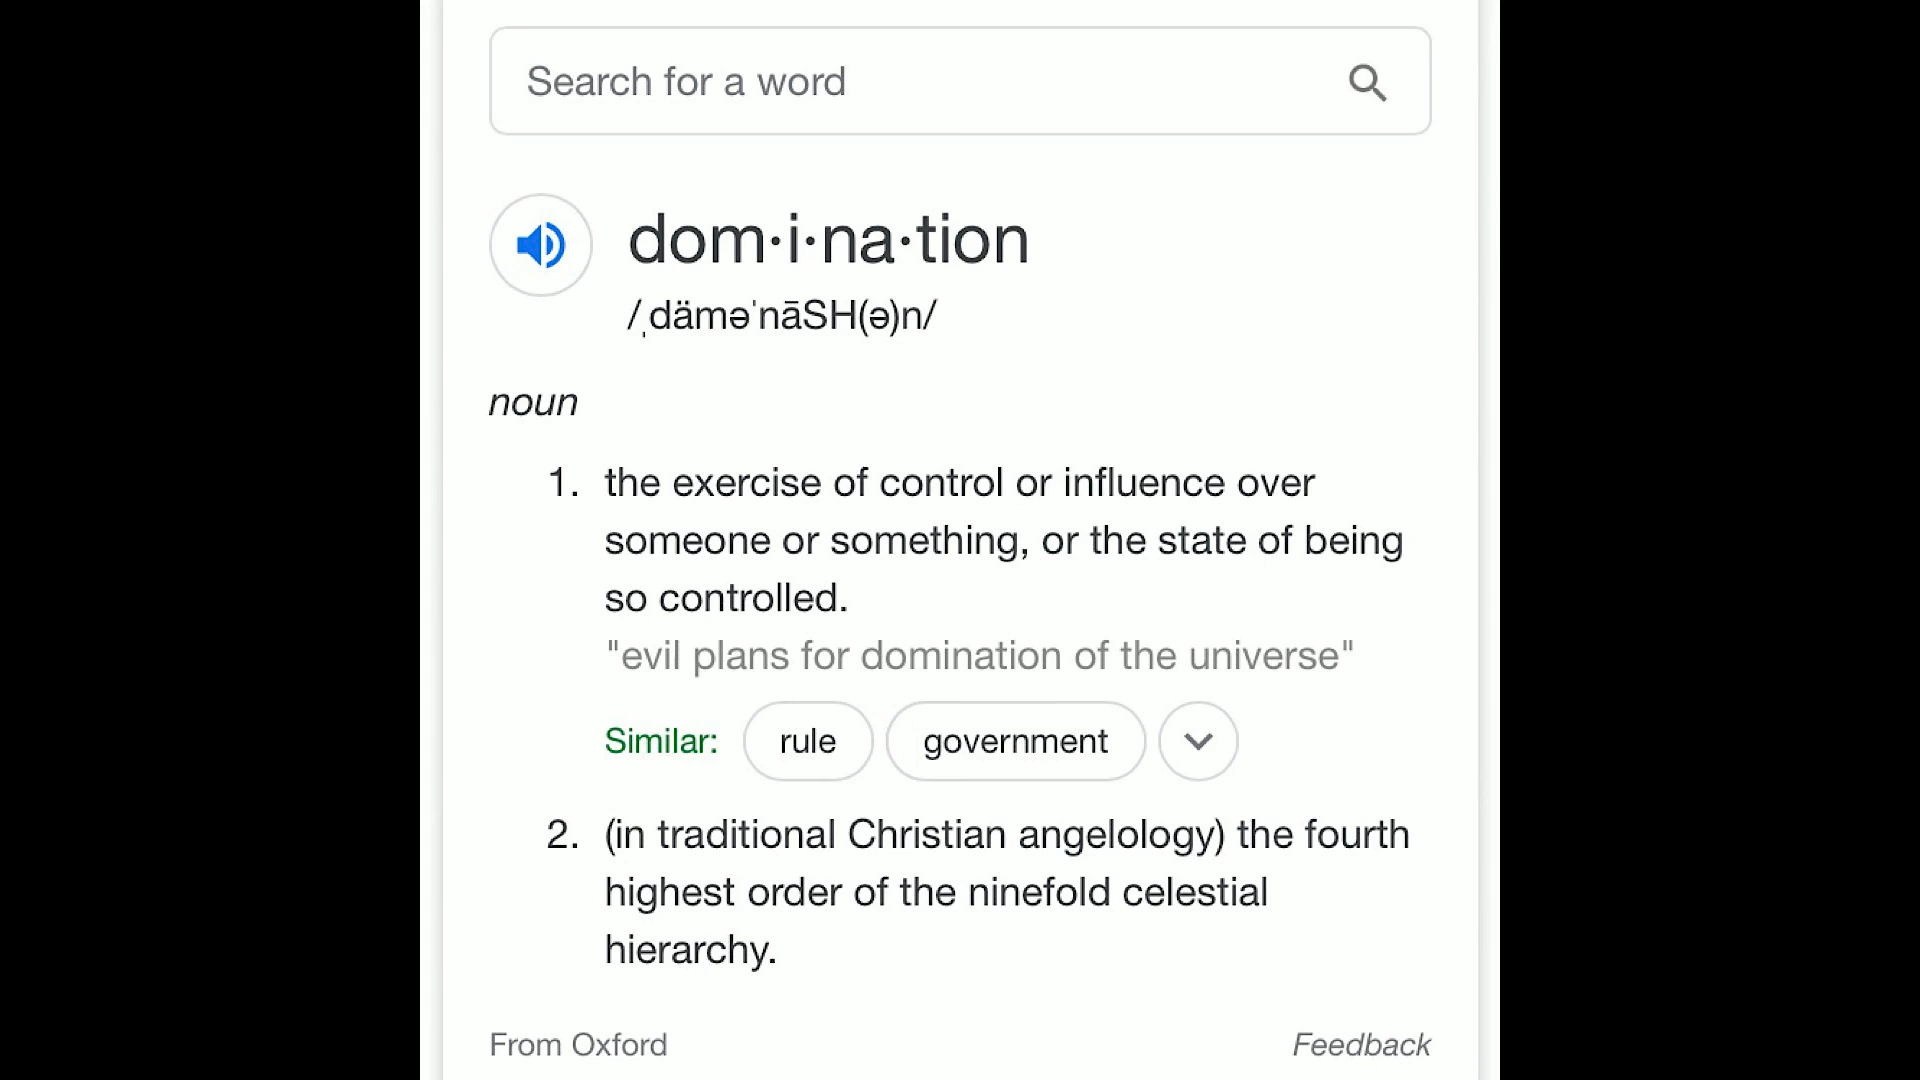 Search for a word
dom·i·na·tion
/ˌdäməˈnāSH(ə)n/
noun
1. the exercise of control or influence over
someone or something, or the state of being
so controlled.
"evil plans for domination of the universe"
Similar: rule government
2. (in traditional Christian angelology) the fourth
highest order of the ninefold celestial
hierarchy.
From Oxford Feedback